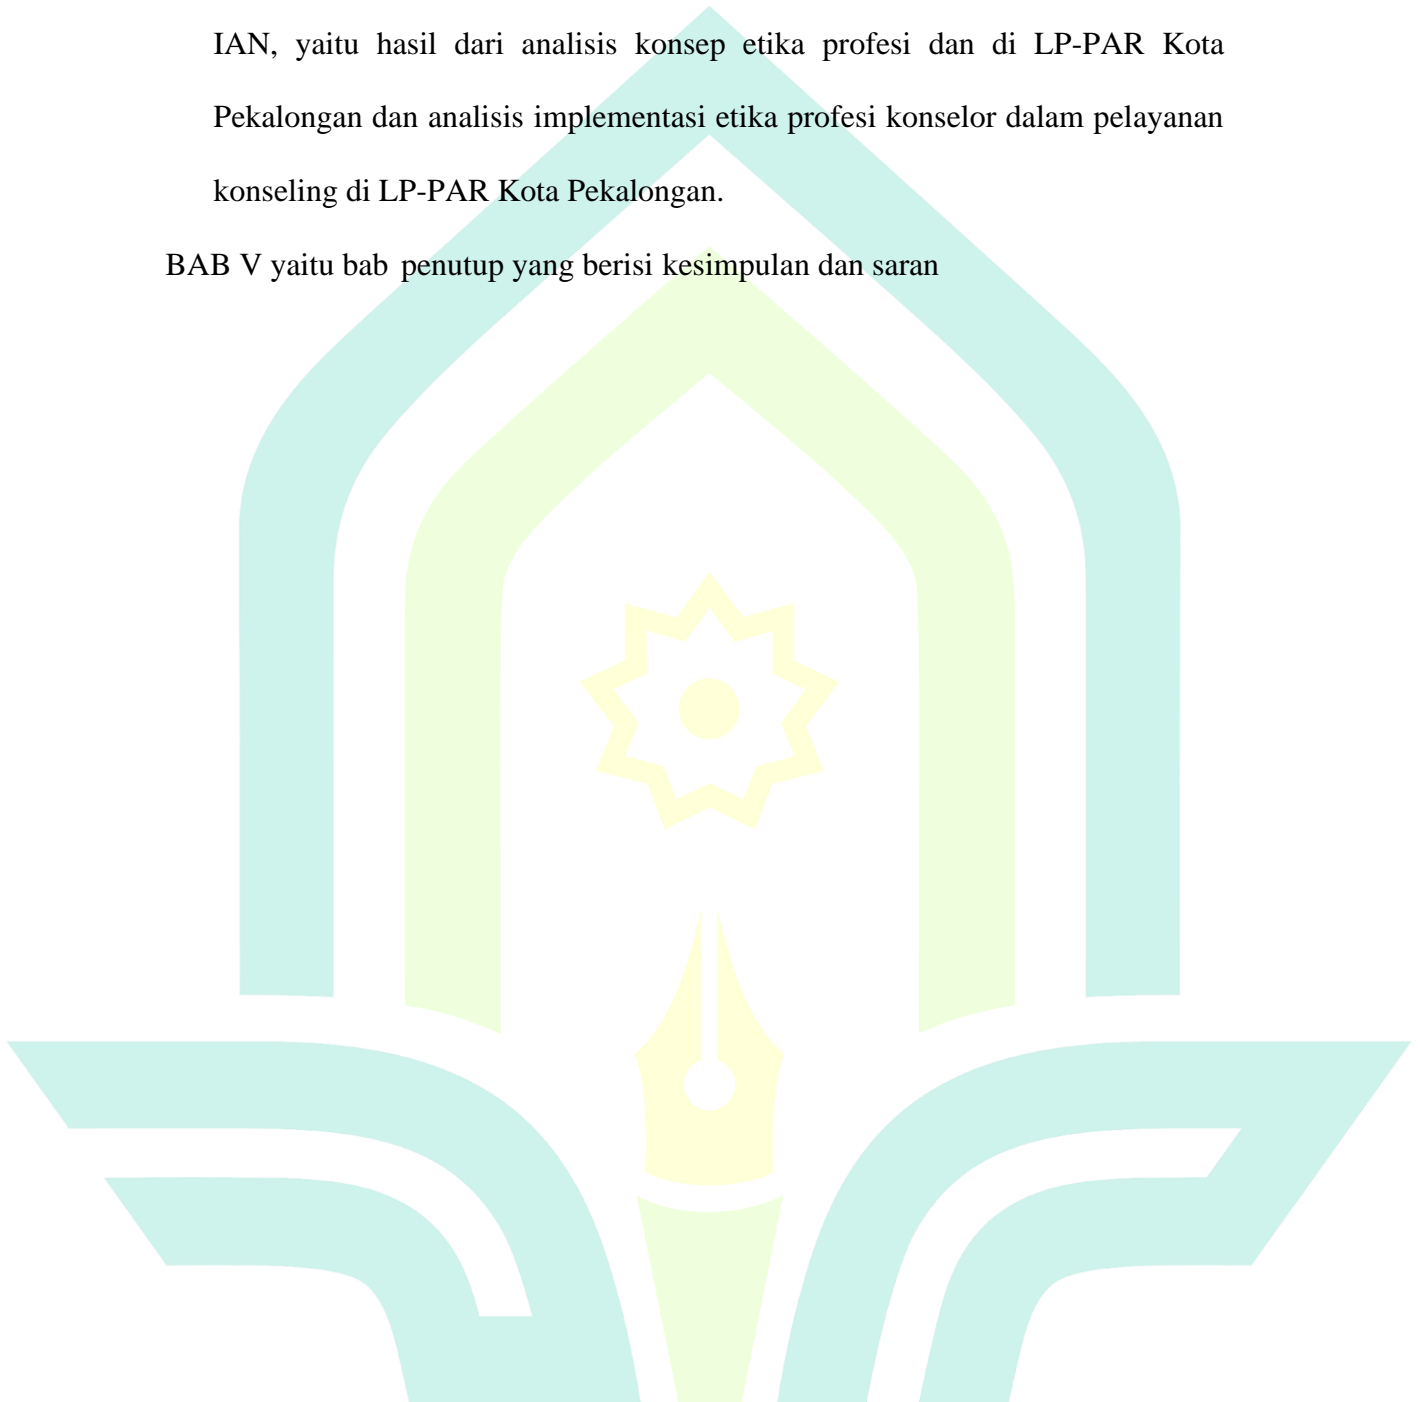 IAN, yaitu hasil dari analisis konsep etika profesi dan di LP-PAR Kota
Pekalongan dan analisis implementasi etika profesi konselor dalam pelayanan
konseling di LP-PAR Kota Pekalongan.
BAB V yaitu bab penutup yang berisi kesimpulan dan saran